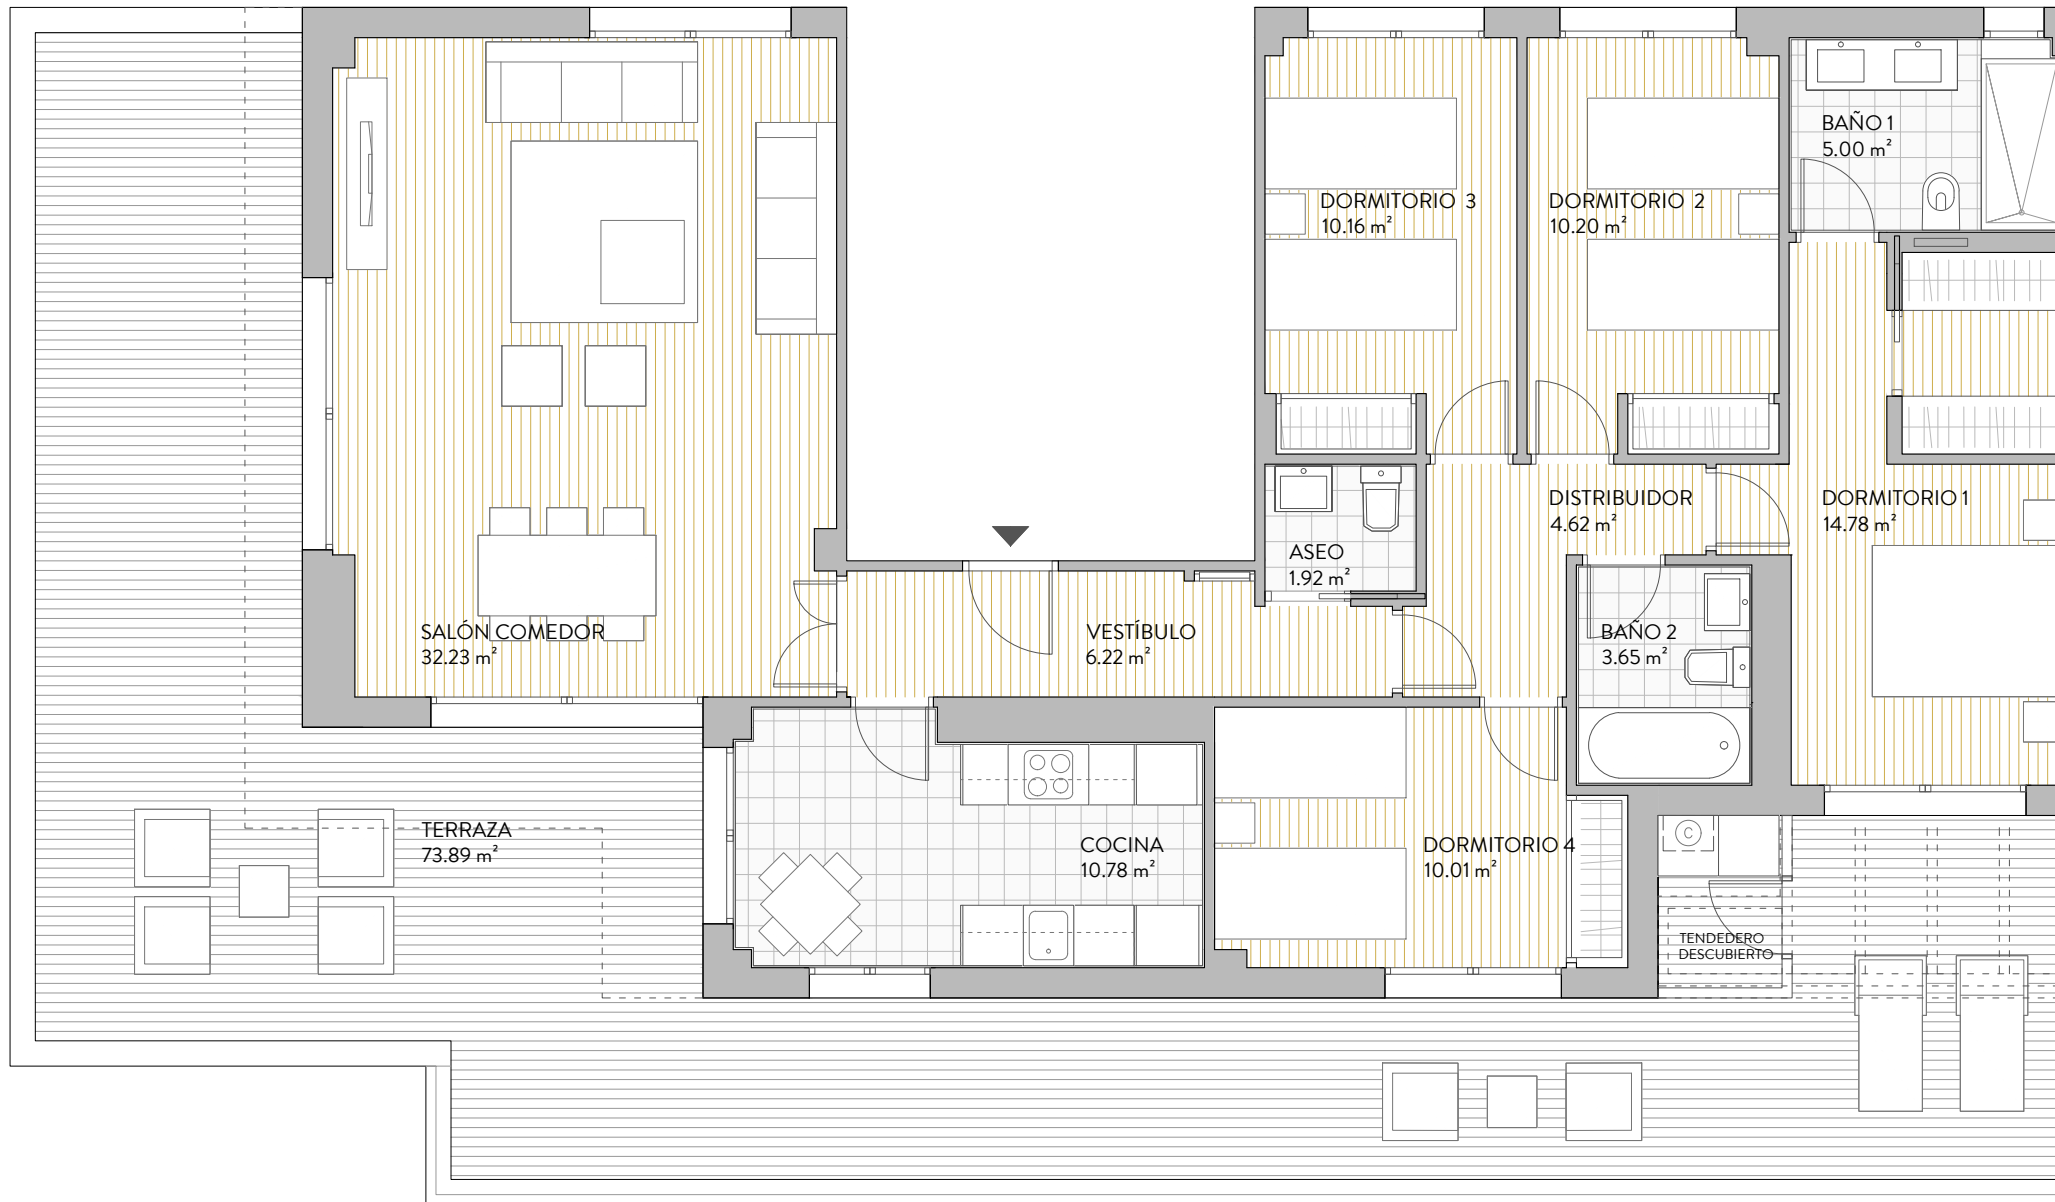 BAÑO 1
5.00 m²
DORMITORIO 3
10.16 m²
DORMITORIO 2
10.20 m²
DISTRIBUIDOR
4.62 m²
DORMITORIO 1
14.78 m²
ASEO
1.92 m²
SALÓN COMEDOR
32.23 m²
VESTÍBULO
6.22 m²
BAÑO 2
3.65 m²
TERRAZA
73.89 m²
COCINA
10.78 m²
DORMITORIO 4
10.01 m²
C
TENDEDERO
DESCUBIERTO